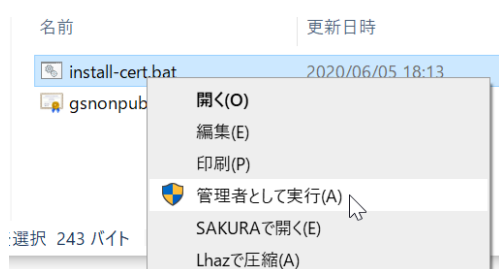 名前 更新日時
install-cert.bat 2020/06/05 18:13
gsnonpub
開く(O)
編集(E)
印刷(P)
管理者として実行(A)
SAKURAで開く(E)
Lhazで圧縮(A)
選択 243 バイト